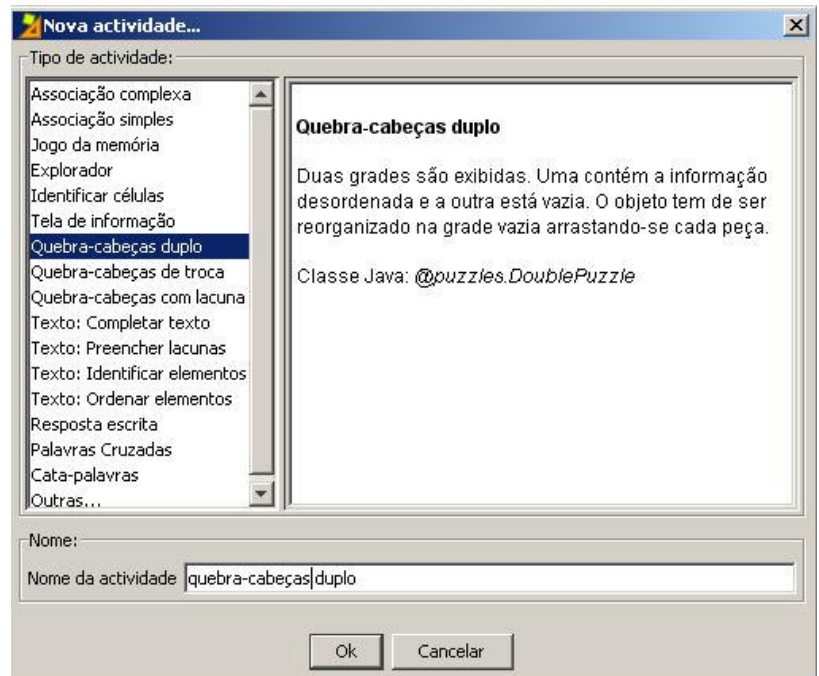 Nova actividade...
Tipo de actividade:
Associação complexa
Associação simples
Jogo da memória
Explorador
Identificar células
Tela de informação
Quebra-cabeças duplo
Quebra-cabeças de troca
Quebra-cabeças com lacuna
Texto: Completar texto
Texto: Preencher lacunas
Texto: Identificar elementos
Texto: Ordenar elementos
Resposta escrita
Palavras Cruzadas
Cata-palavras
Outras...
Quebra-cabeças duplo
Duas grades são exibidas. Uma contém a informação
desordenada e a outra está vazia. O objeto tem de ser
reorganizado na grade vazia arrastando-se cada peça.
Classe Java: @puzzles.DoublePuzzle
Nome:
Nome da actividade quebra-cabeças duplo
Ok Cancelar